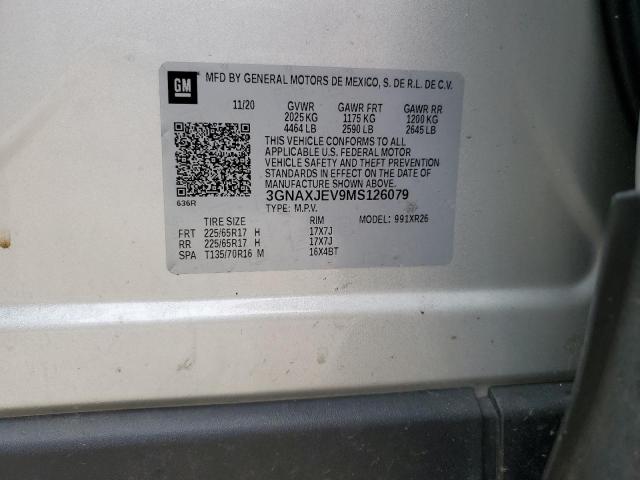 GM MFD BY GENERAL MOTORS DE MEXICO, S. DE R.L. DE C.V.
11/20 GVWR GAWR FRT GAWR RR
2025 KG 1175 KG 1200 KG
4464 LB 2590 LB 2645 LB
THIS VEHICLE CONFORMS TO ALL
APPLICABLE U.S. FEDERAL MOTOR
VEHICLE SAFETY AND THEFT PREVENTION
STANDARDS IN EFFECT ON THE DATE OF
MANUFACTURE SHOWN ABOVE.
636R 3GNAXJEV9MS126079
TYPE: M.P.V. MODEL: 991XR26
TIRE SIZE RIM
FRT 225/65R17 H 17X7J
RR 225/65R17 H 17X7J
SPA T135/70R16 M 16X4BT